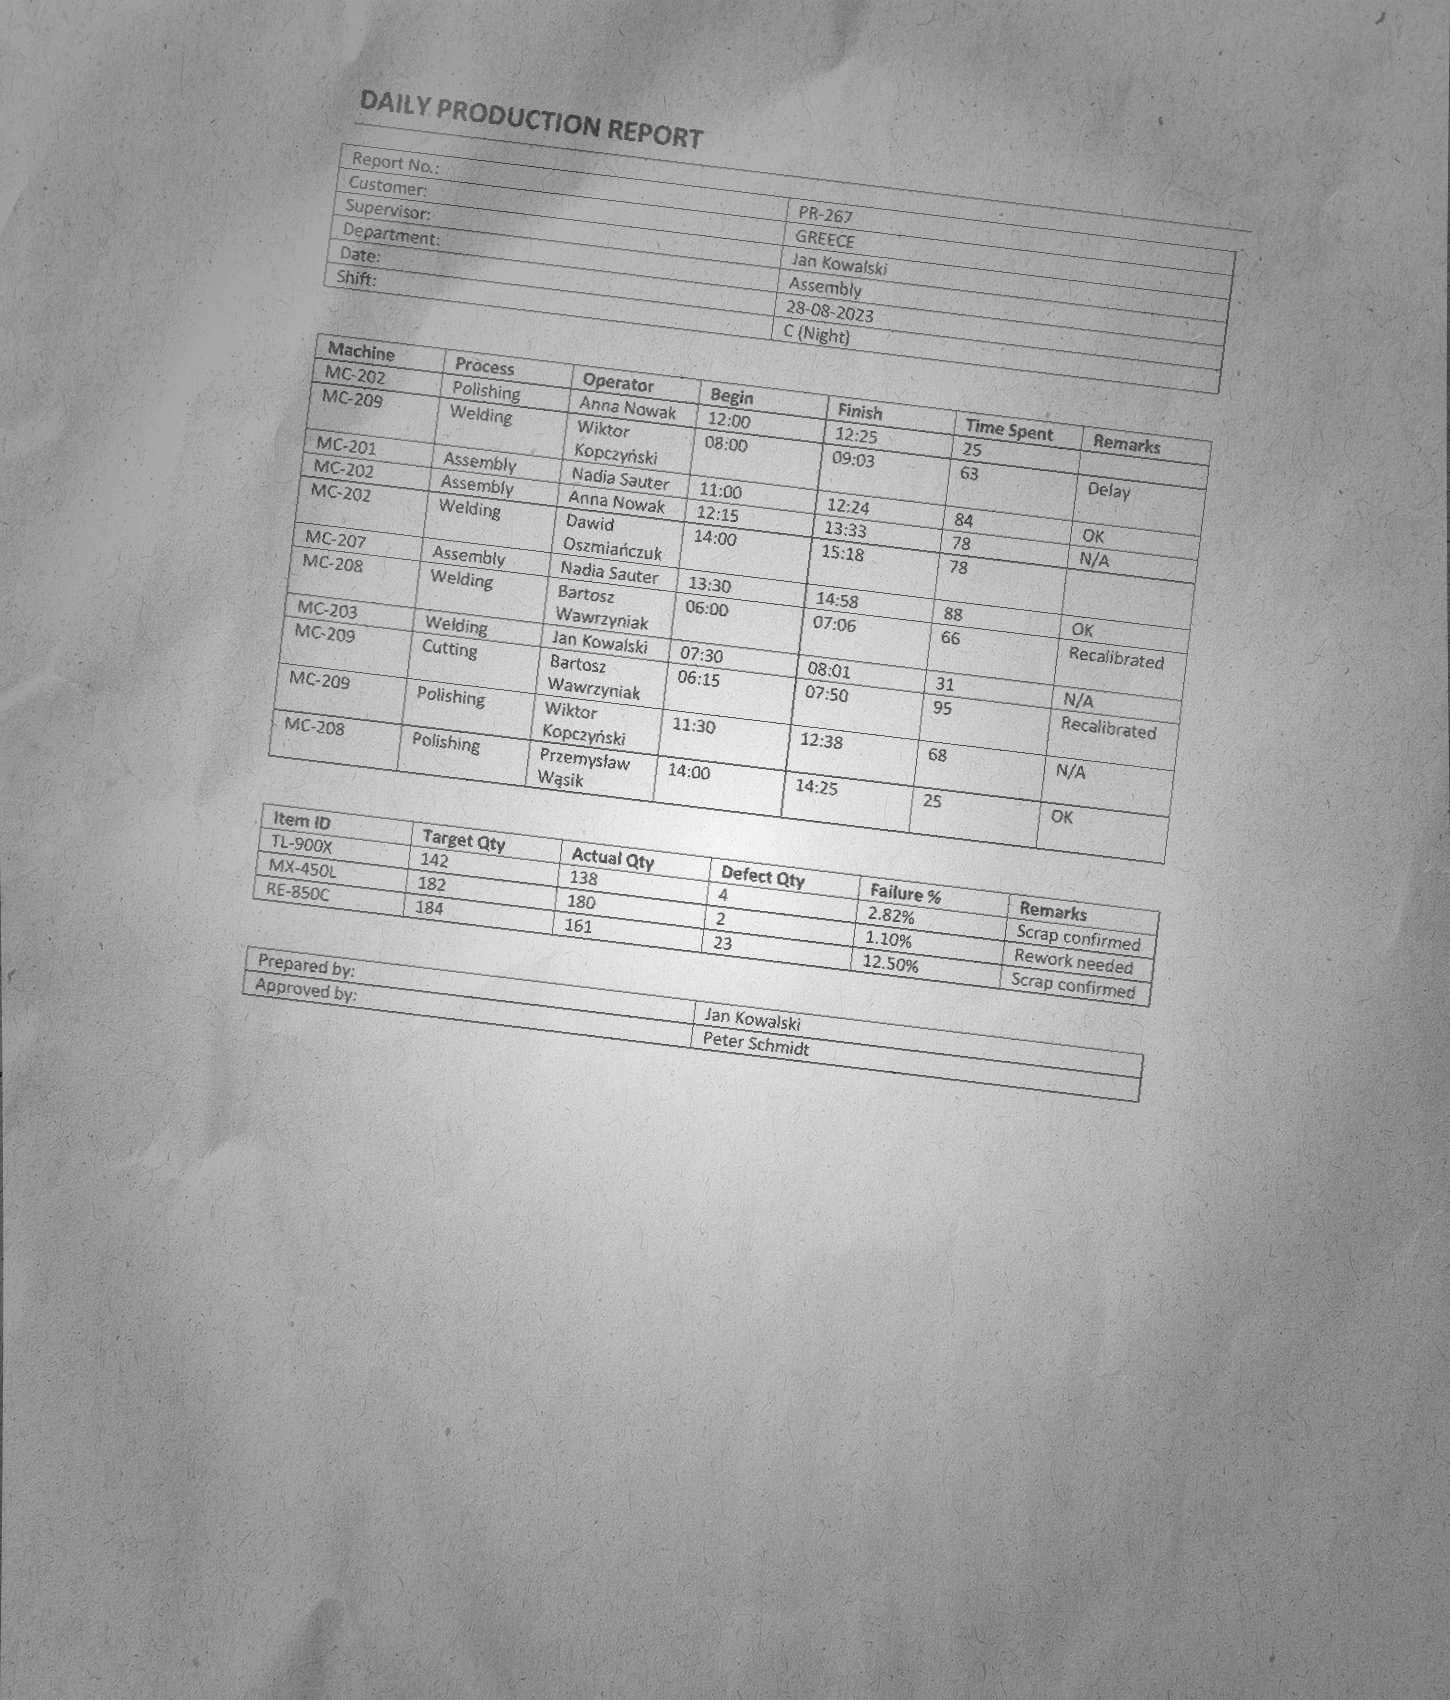 DAILY PRODUCTION REPORT
Report No.: PR-267
Customer: GREECE
Supervisor: Jan Kowalski
Department: Assembly
Date: 28-08-2023
Shift: C (Night)
Machine Process Operator Begin Finish Time Spent Remarks
MC-202 Polishing Anna Nowak 12:00 12:25 25
MC-209 Welding Wiktor Kopczyński 08:00 09:03 63 Delay
MC-201 Assembly Nadia Sauter 11:00 12:24 84 OK
MC-202 Assembly Anna Nowak 12:15 13:33 78 N/A
MC-202 Welding Dawid Oszmiańczuk 14:00 15:18 78
MC-207 Assembly Nadia Sauter 13:30 14:58 88 OK
MC-208 Welding Bartosz Wawrzyniak 06:00 07:06 66 Recalibrated
MC-203 Welding Jan Kowalski 07:30 08:01 31 N/A
MC-209 Cutting Bartosz Wawrzyniak 06:15 07:50 95 Recalibrated
MC-209 Polishing Wiktor Kopczyński 11:30 12:38 68 N/A
MC-208 Polishing Przemysław Wąsik 14:00 14:25 25 OK
Item ID Target Qty Actual Qty Defect Qty Failure % Remarks
TL-900X 142 138 4 2.82% Scrap confirmed
MX-450L 182 180 2 1.10% Rework needed
RE-850C 184 161 23 12.50% Scrap confirmed
Prepared by: Jan Kowalski
Approved by: Peter Schmidt